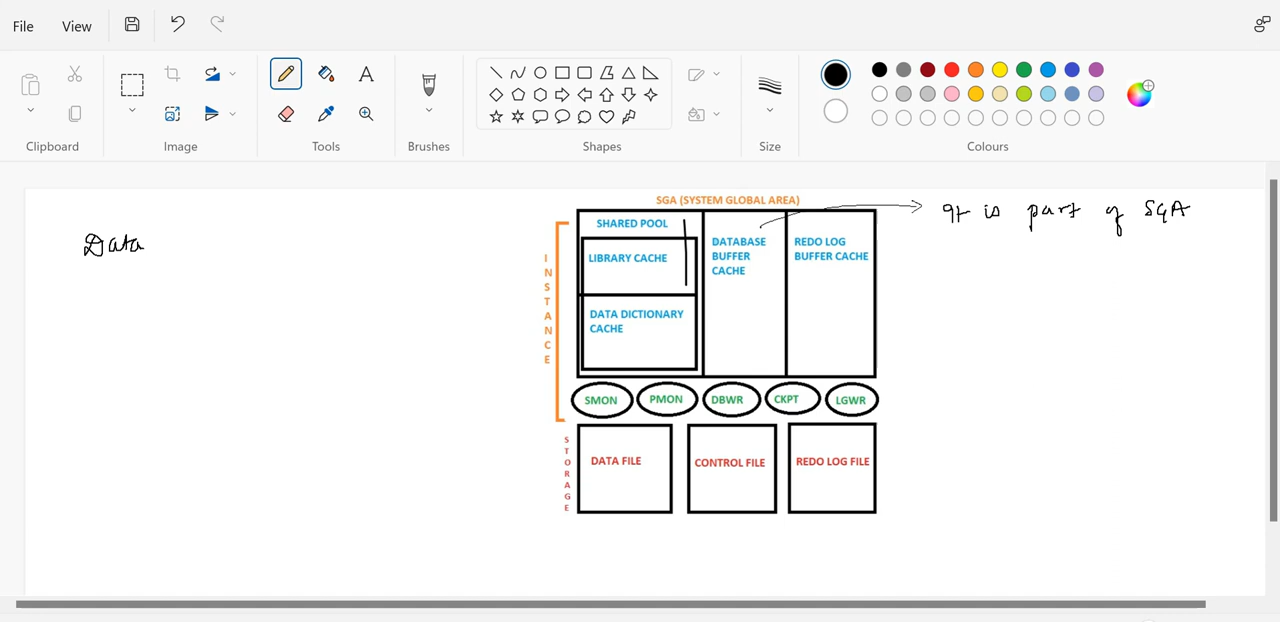 File View
Clipboard Image Tools Brushes Shapes Size Colours
SGA (SYSTEM GLOBAL AREA)
It is part of SGA
Data
SHARED POOL
LIBRARY CACHE
DATA DICTIONARY
CACHE
DATABASE
BUFFER
CACHE
REDO LOG
BUFFER CACHE
INSTANCE
SMON PMON DBWR CKPT LGWR
STORAGE
DATA FILE CONTROL FILE REDO LOG FILE